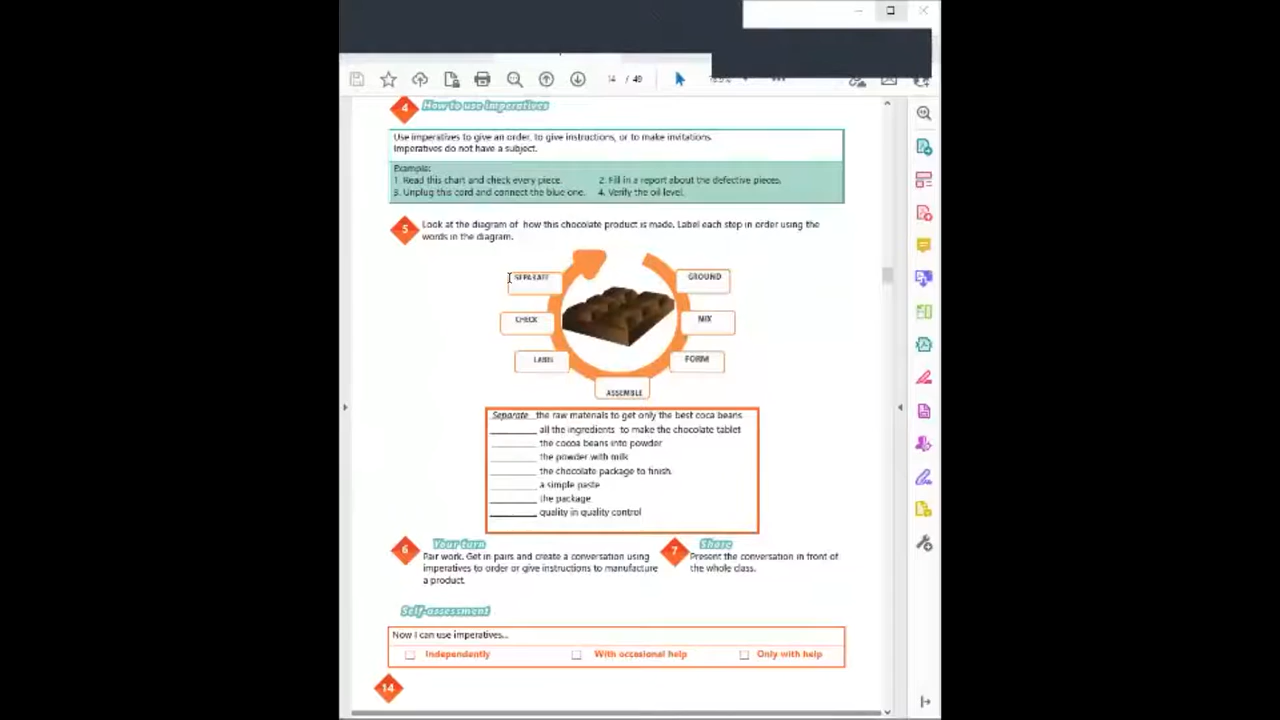 14 / 49
4 How to use imperatives
Use imperatives to give an order, to give instructions, or to make invitations.
Imperatives do not have a subject.
Example:
1. Read this chart and check every piece. 2. Fill in a report about the defective pieces.
3. Unplug this cord and connect the blue one. 4. Verify the oil level.
5 Look at the diagram of how this chocolate product is made. Label each step in order using the
words in the diagram.
SEPARATE GROUND
CHECK MIX
LABEL FORM
ASSEMBLE
Separate the raw materials to get only the best coca beans
________ all the ingredients to make the chocolate tablet
________ the cocoa beans into powder
________ the powder with milk
________ the chocolate package to finish.
________ a simple paste
________ the package
________ quality in quality control
6 Your turn
Pair work. Get in pairs and create a conversation using
imperatives to order or give instructions to manufacture
a product.
7 Share
Present the conversation in front of
the whole class.
Self-assessment
Now I can use imperatives...
Independently With occasional help Only with help
14